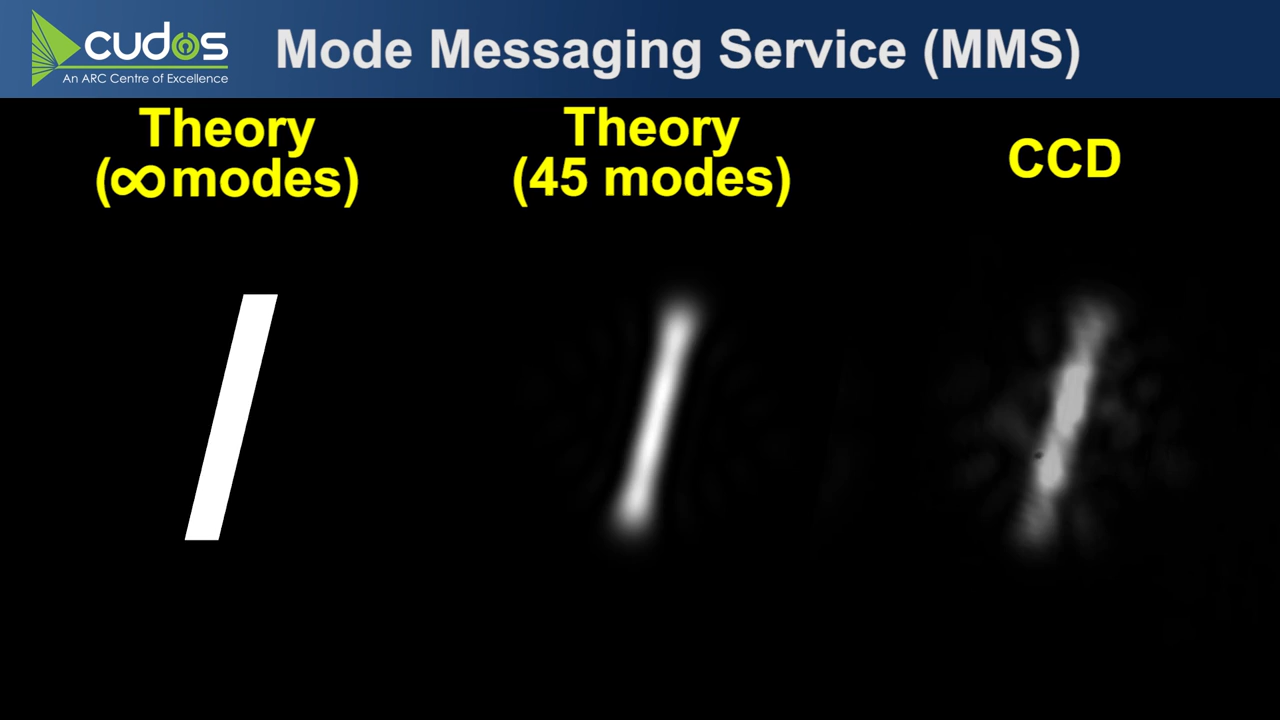 cudos
An ARC Centre of Excellence
Mode Messaging Service (MMS)
Theory
(∞ modes)
Theory
(45 modes)
CCD
/